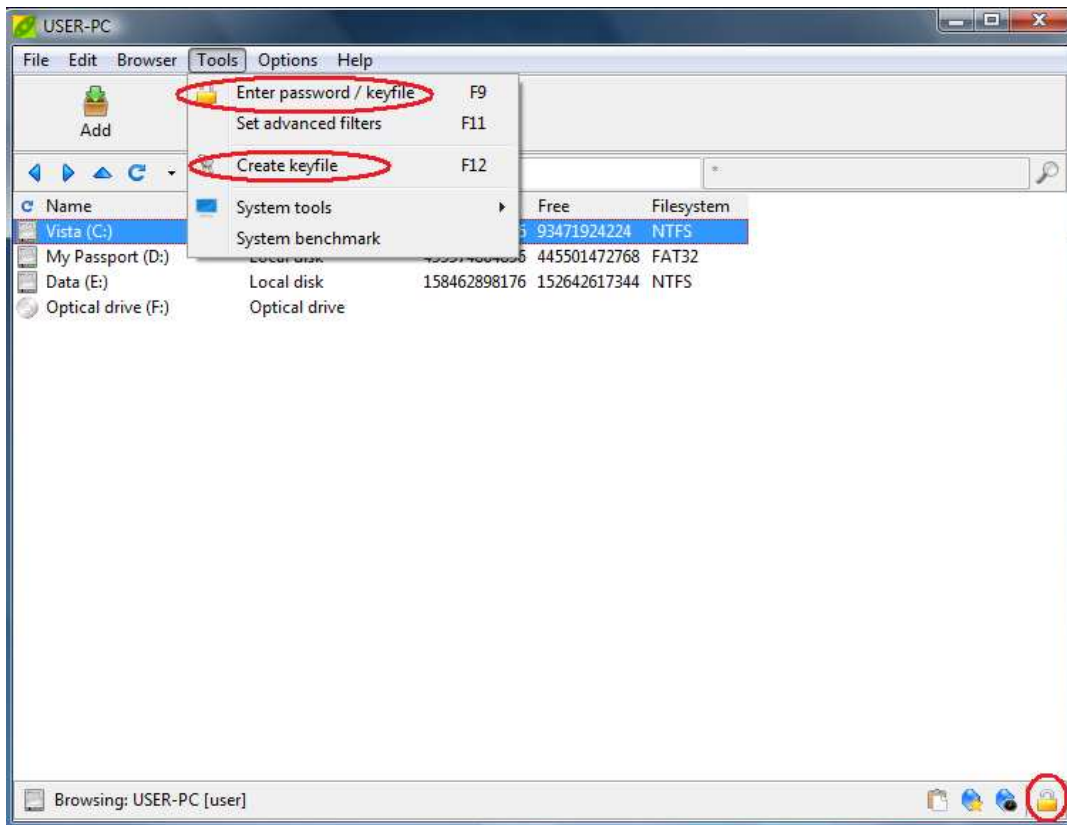 USER-PC
File Edit Browser Tools Options Help
Add
Enter password / keyfile F9
Set advanced filters F11
Create keyfile F12
System tools
System benchmark
*
Name Free Filesystem
Vista (C:) 93471924224 NTFS
My Passport (D:) Local disk 445501472768 FAT32
Data (E:) Local disk 158462898176 152642617344 NTFS
Optical drive (F:) Optical drive
Browsing: USER-PC [user]